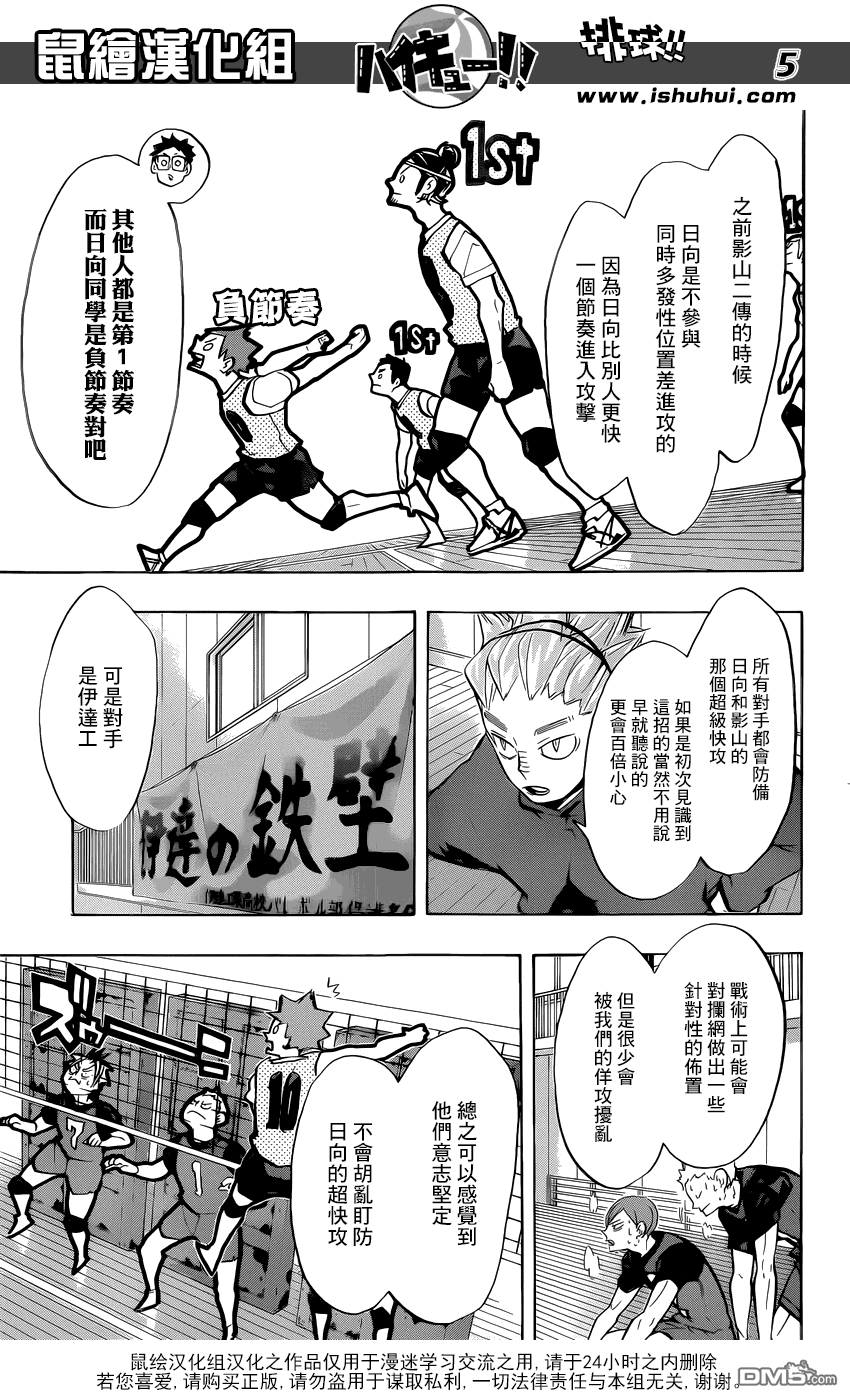 鼠繪漢化組
ハイキュー!!
排球!!
5
www.ishuhui.com
1st
之前影山二傳的時候
日向是不參與
同時多發性位置差進攻的
因為日向比別人更快
一個節奏進入攻擊
1st
1st
負節奏
其他人都是第1節奏
而日向同學是負節奏對吧
所有對手都會防備
日向和影山的
那個超級快攻
如果是初次見識到
這招的當然不用說
早就聽說的
更會百倍小心
可是對手
是伊達工
伊達の鉄壁
戰術上可能會
對攔網做出一些
針對性的佈置
但是很少會
被我們的佯攻擾亂
ズゥーー!!
10
7
1
總之可以感覺到
他們意志堅定
不會胡亂盯防
日向的超快攻
鼠绘汉化组汉化之作品仅用于漫迷学习交流之用, 请于24小时之内删除
若您喜爱, 请购买正版, 请勿盗用于谋取私利, 一切法律责任与本组无关, 谢谢。
DM5.com